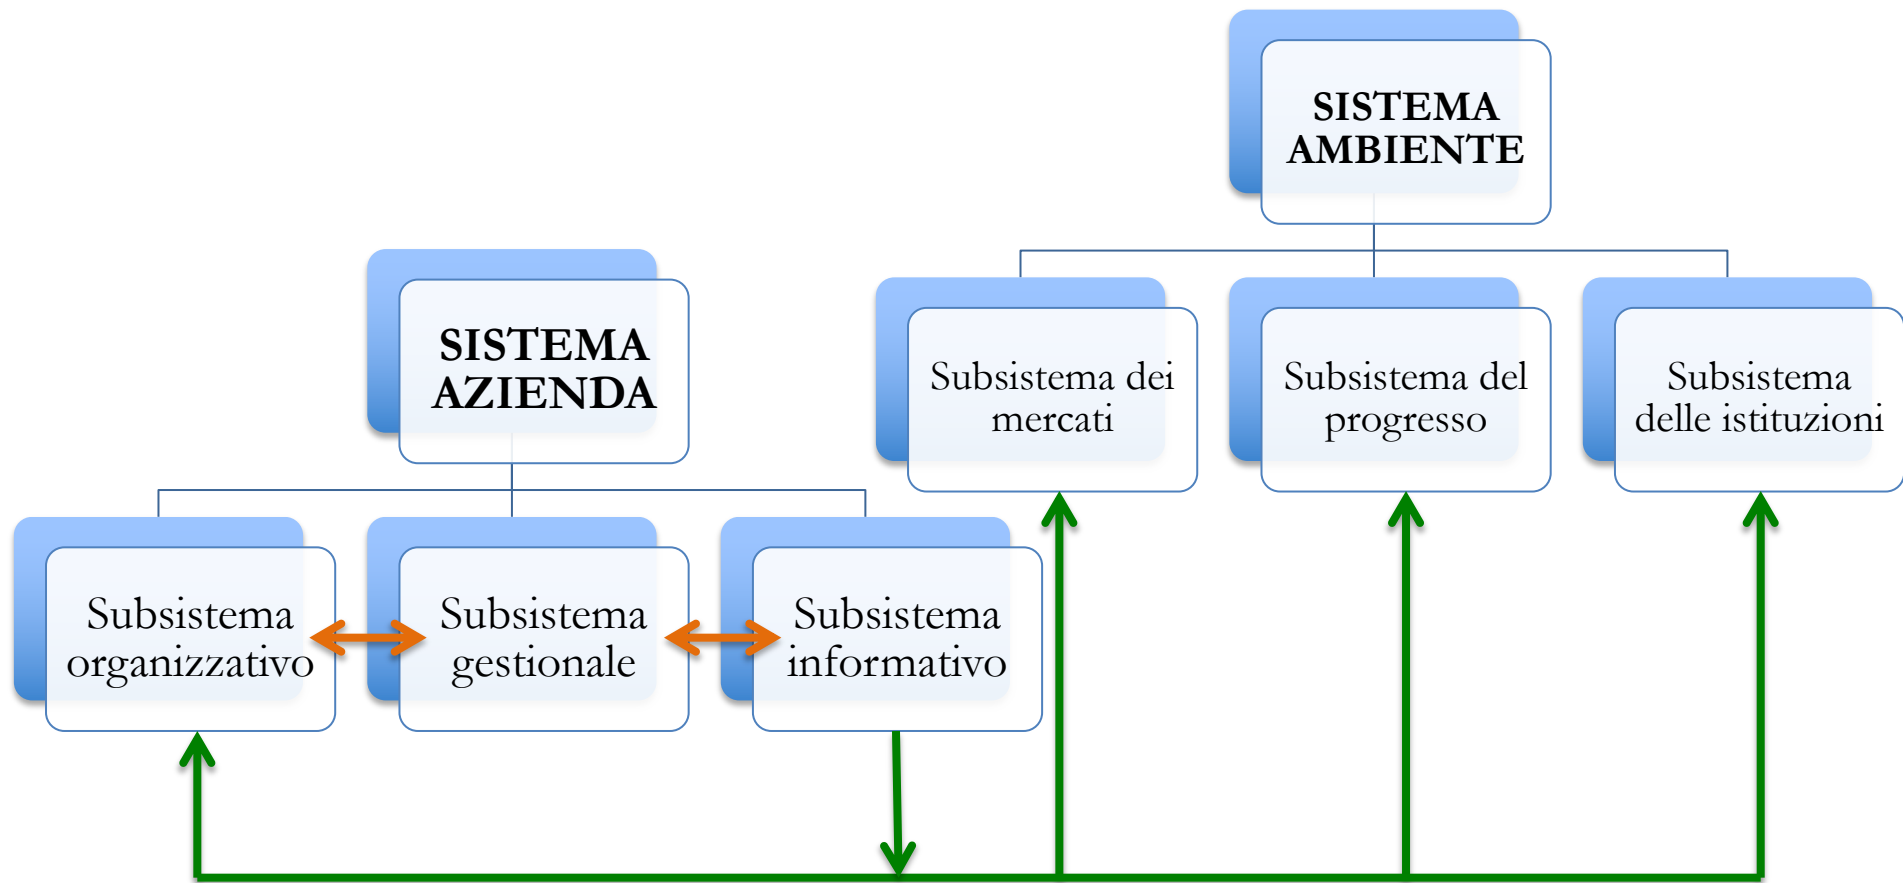 SISTEMA
AMBIENTE
SISTEMA
AZIENDA
Subsistema dei
mercati
Subsistema del
progresso
Subsistema
delle istituzioni
Subsistema
organizzativo
Subsistema
gestionale
Subsistema
informativo